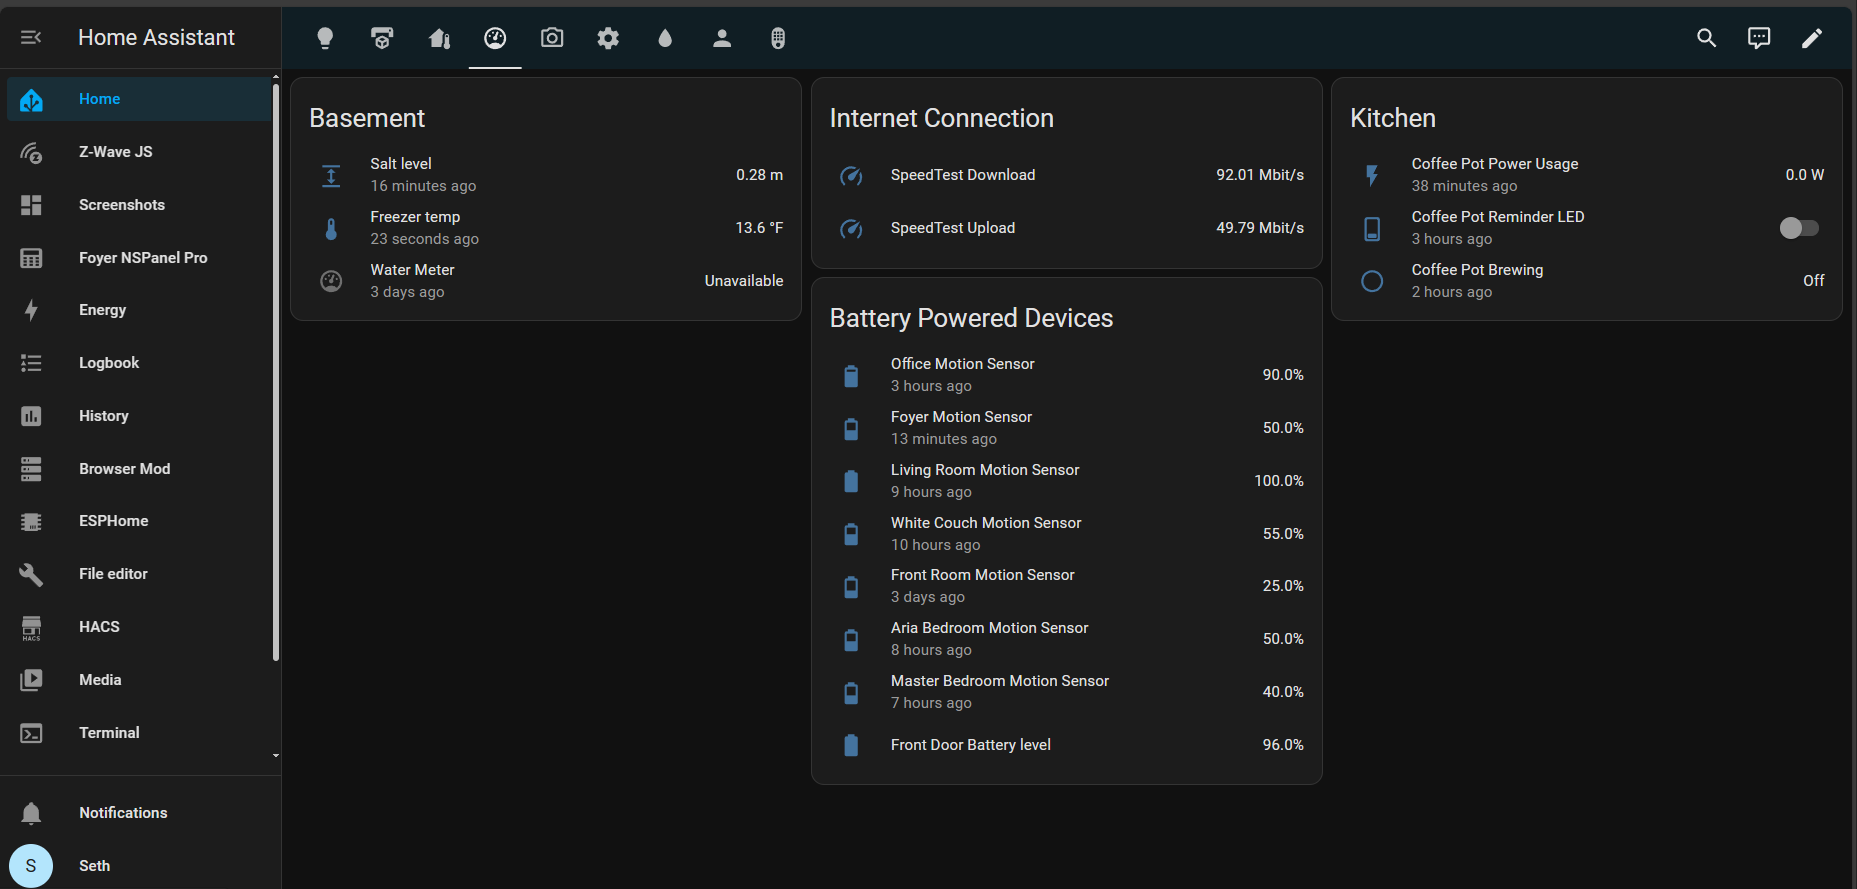 Home Assistant
Home
Z-Wave JS
Screenshots
Foyer NSPanel Pro
Energy
Logbook
History
Browser Mod
ESPHome
File editor
HACS
HACS
Media
Terminal
Notifications
S
Seth
Basement
Salt level
16 minutes ago
0.28 m
Freezer temp
23 seconds ago
13.6 °F
Water Meter
3 days ago
Unavailable
Internet Connection
SpeedTest Download
92.01 Mbit/s
SpeedTest Upload
49.79 Mbit/s
Battery Powered Devices
Office Motion Sensor
3 hours ago
90.0%
Foyer Motion Sensor
13 minutes ago
50.0%
Living Room Motion Sensor
9 hours ago
100.0%
White Couch Motion Sensor
10 hours ago
55.0%
Front Room Motion Sensor
3 days ago
25.0%
Aria Bedroom Motion Sensor
8 hours ago
50.0%
Master Bedroom Motion Sensor
7 hours ago
40.0%
Front Door Battery level
96.0%
Kitchen
Coffee Pot Power Usage
38 minutes ago
0.0 W
Coffee Pot Reminder LED
3 hours ago
Coffee Pot Brewing
2 hours ago
Off